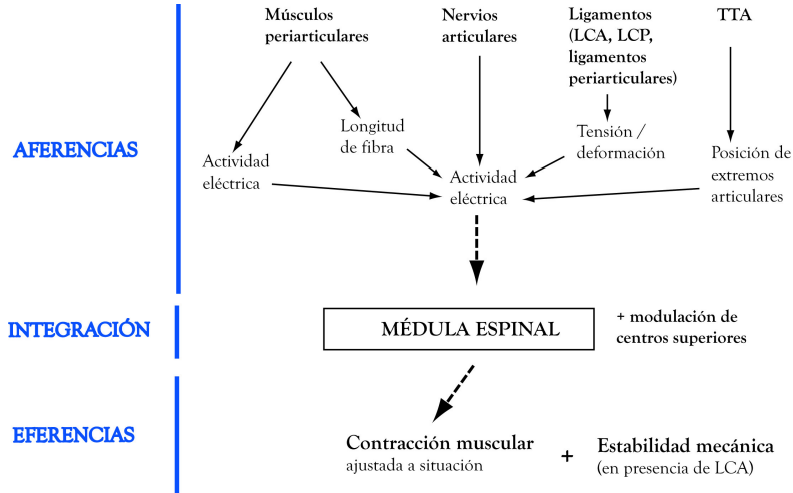 Músculos
periarticulares
Nervios
articulares
Ligamentos
(LCA, LCP,
ligamentos
periarticulares)
TTA
AFERENCIAS
Longitud
de fibra
Tensión /
deformación
Actividad
eléctrica
Actividad
eléctrica
Posición de
extremos
articulares
INTEGRACIÓN
MÉDULA ESPINAL
+ modulación de
centros superiores
EFERENCIAS
Contracción muscular
ajustada a situación
+
Estabilidad mecánica
(en presencia de LCA)